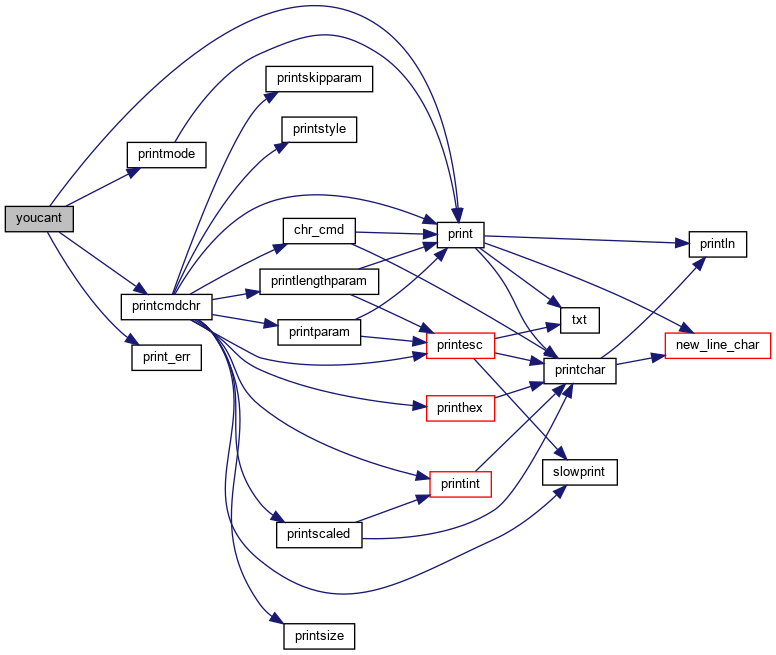 printskipparam
printstyle
printmode
youcant
chr_cmd
print
println
printlengthparam
printcmdchr
txt
printparam
printesc
new_line_char
print_err
printchar
printhex
slowprint
printint
printscaled
printsize